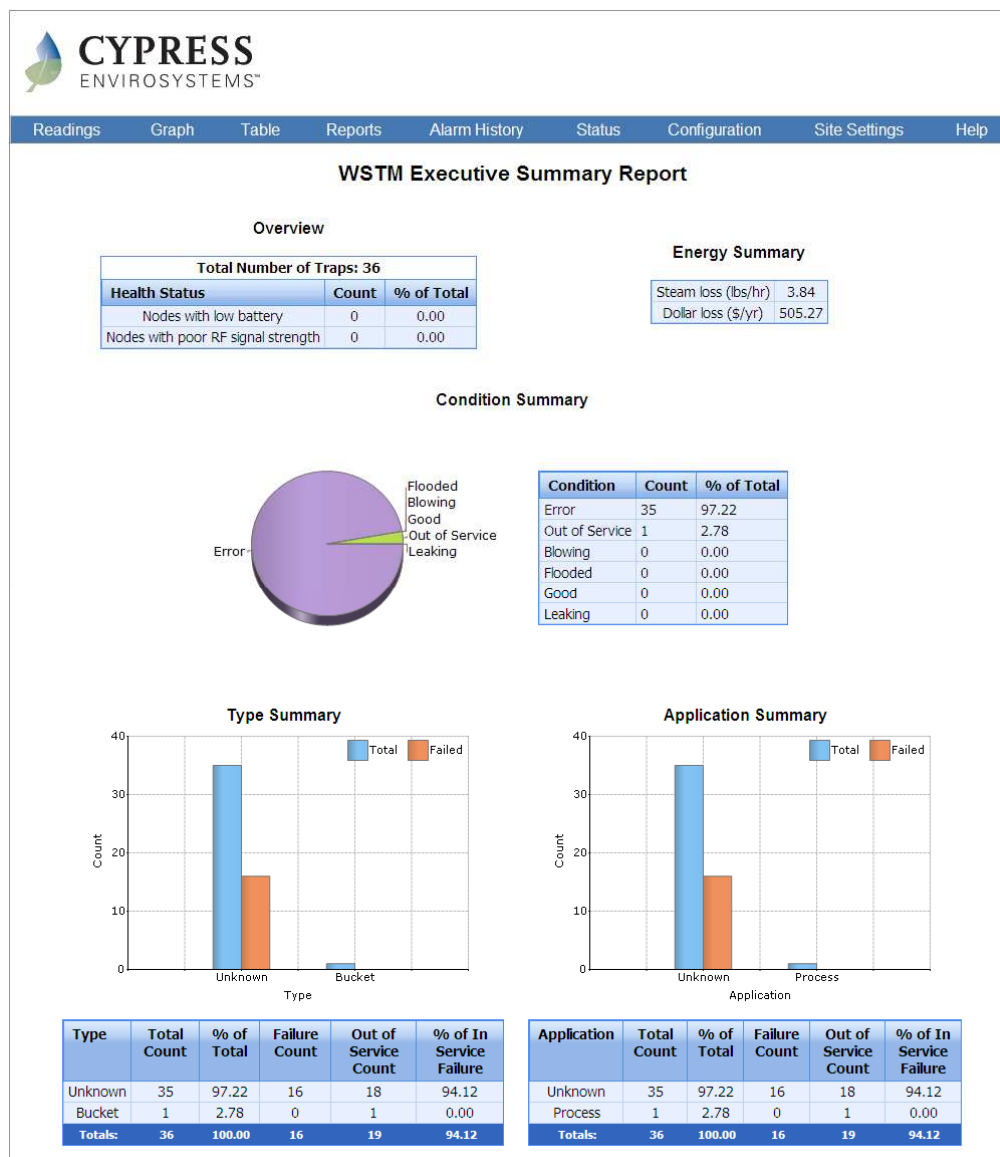 CYPRESS
ENVIROSYSTEMS™
Readings Graph Table Reports Alarm History Status Configuration Site Settings Help
WSTM Executive Summary Report
Overview
Total Number of Traps: 36
Health Status Count % of Total
Nodes with low battery 0 0.00
Nodes with poor RF signal strength 0 0.00
Energy Summary
Steam loss (lbs/hr) 3.84
Dollar loss ($/yr) 505.27
Condition Summary
Flooded
Blowing
Good
Out of Service
Leaking
Error
Condition Count % of Total
Error 35 97.22
Out of Service 1 2.78
Blowing 0 0.00
Flooded 0 0.00
Good 0 0.00
Leaking 0 0.00
Type Summary
Total Failed
40
30
20
10
0
Count
Unknown Bucket
Type
Application Summary
Total Failed
40
30
20
10
0
Count
Unknown Process
Application
Type Total Count % of Total Failure Count Out of Service Count % of In Service Failure
Unknown 35 97.22 16 18 94.12
Bucket 1 2.78 0 1 0.00
Totals: 36 100.00 16 19 94.12
Application Total Count % of Total Failure Count Out of Service Count % of In Service Failure
Unknown 35 97.22 16 18 94.12
Process 1 2.78 0 1 0.00
Totals: 36 100.00 16 19 94.12